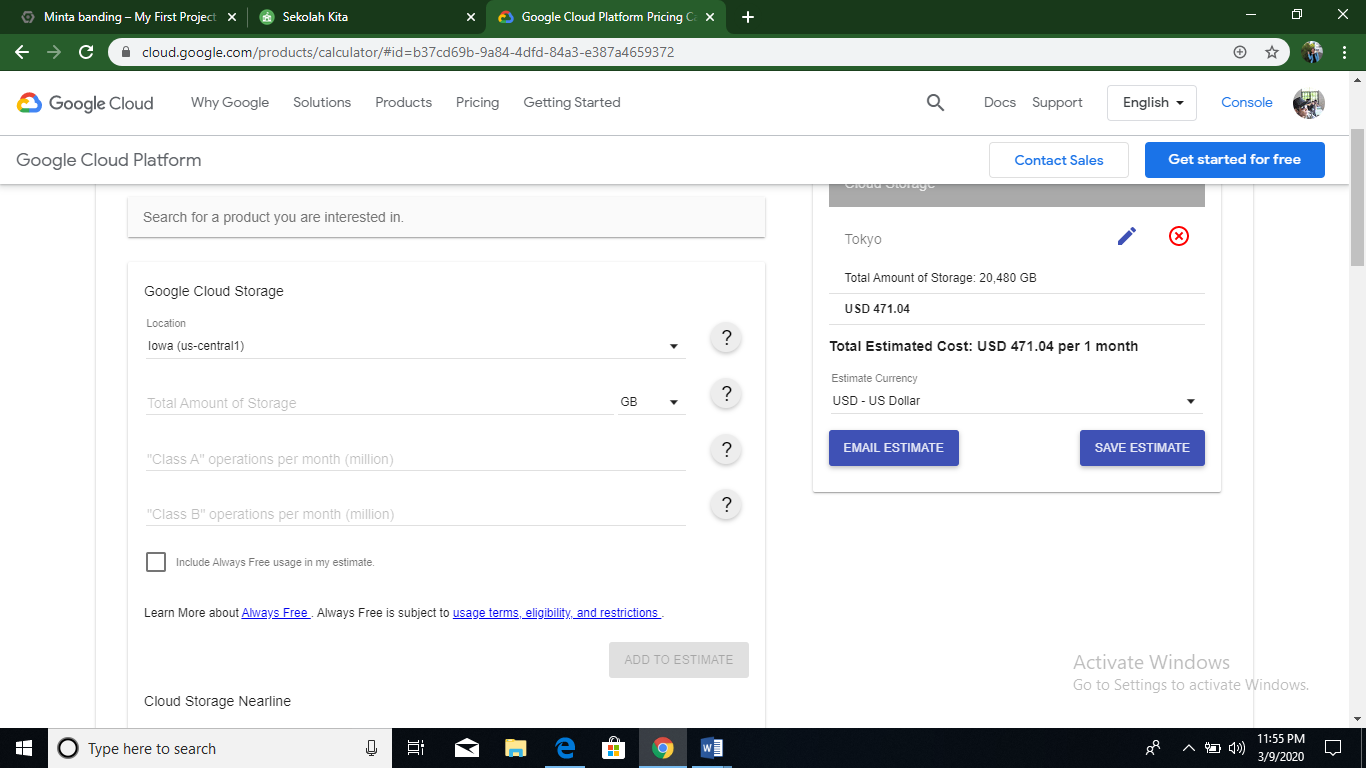 Minta banding – My First Project
Sekolah Kita
Google Cloud Platform Pricing Ca
cloud.google.com/products/calculator/#id=b37cd69b-9a84-4dfd-84a3-e387a4659372
Google Cloud
Why Google
Solutions
Products
Pricing
Getting Started
Docs
Support
English
Console
Google Cloud Platform
Contact Sales
Get started for free
Search for a product you are interested in.
Google Cloud Storage
Location
Iowa (us-central1)
?
Total Amount of Storage
GB
?
"Class A" operations per month (million)
?
"Class B" operations per month (million)
?
Include Always Free usage in my estimate.
Learn More about Always Free . Always Free is subject to usage terms, eligibility, and restrictions .
ADD TO ESTIMATE
Cloud Storage Nearline
Cloud Storage
Tokyo
Total Amount of Storage: 20,480 GB
USD 471.04
Total Estimated Cost: USD 471.04 per 1 month
Estimate Currency
USD - US Dollar
EMAIL ESTIMATE
SAVE ESTIMATE
Activate Windows
Go to Settings to activate Windows.
Type here to search
11:55 PM
3/9/2020